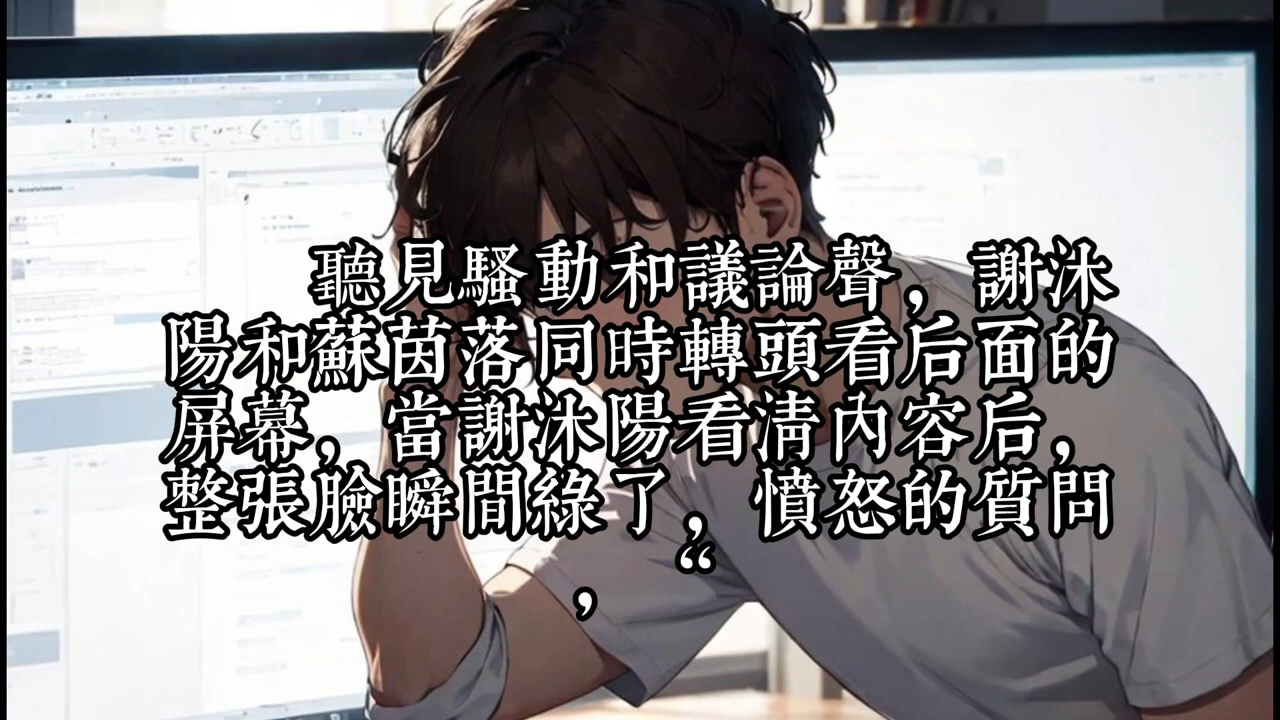 聽見騷動和議論聲，謝沐
陽和蘇茵落同時轉頭看后面的
屏幕，當謝沐陽看淸內容后，
整張臉瞬間綠了，憤怒的質問
，“